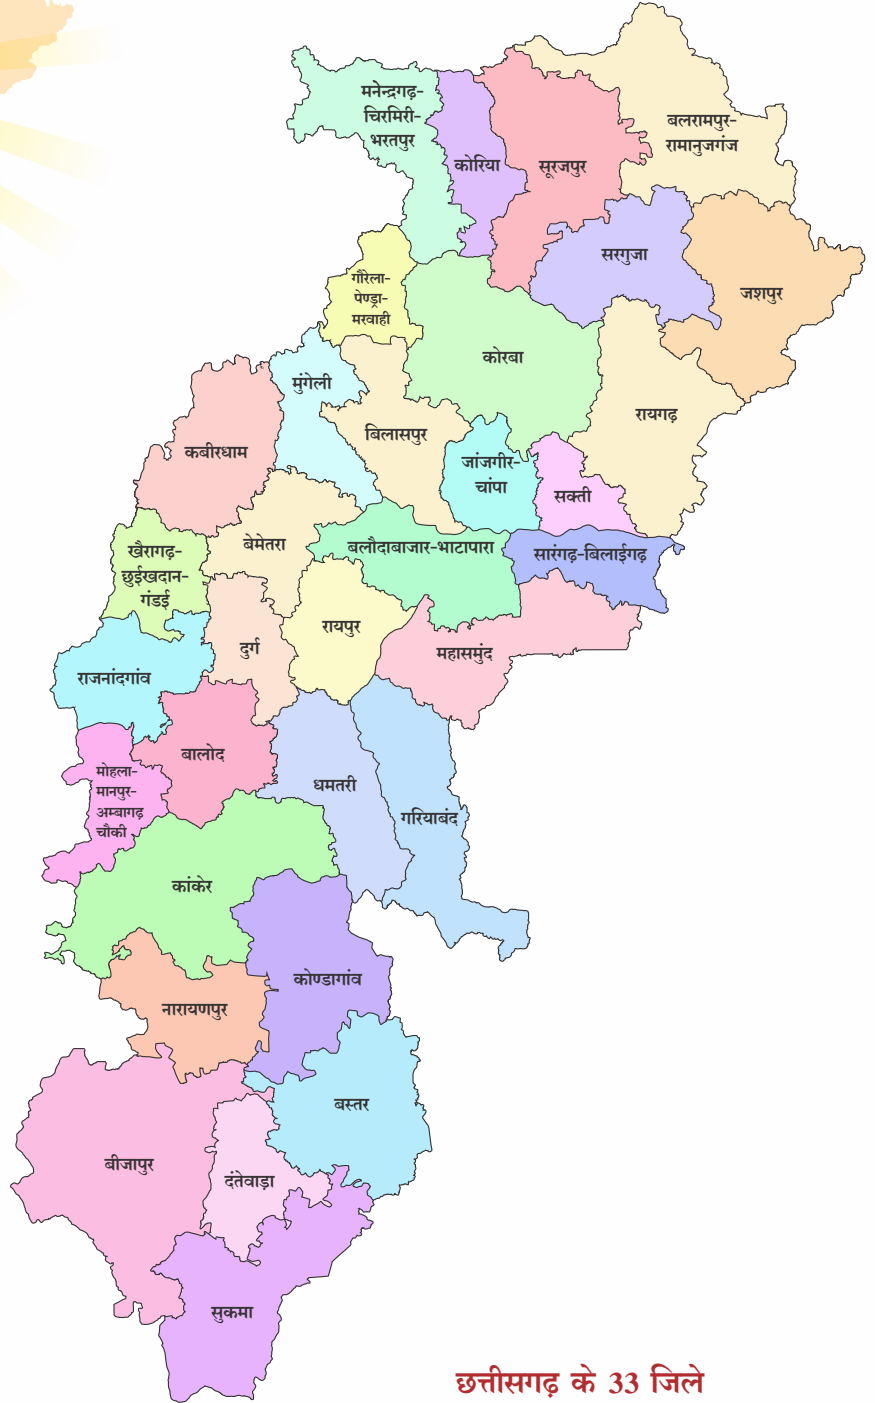 मनेन्द्रगढ़-
चिरमिरी-
भरतपुर
कोरिया
सूरजपुर
बलरामपुर-
रामानुजगंज
सरगुजा
जशपुर
गौरेला-
पेण्ड्रा-
मरवाही
कोरबा
मुंगेली
रायगढ़
बिलासपुर
कबीरधाम
जांजगीर-
चांपा
सक्ती
बेमेतरा
बलौदाबाजार-भाटापारा
सारंगढ़-बिलाईगढ़
खैरागढ़-
छुईखदान-
गंडई
दुर्ग
रायपुर
महासमुंद
राजनांदगांव
बालोद
मोहला-
मानपुर-
अम्बागढ़
चौकी
धमतरी
गरियाबंद
कांकेर
कोण्डागांव
नारायणपुर
बस्तर
बीजापुर
दंतेवाड़ा
सुकमा
छत्तीसगढ़ के 33 जिले